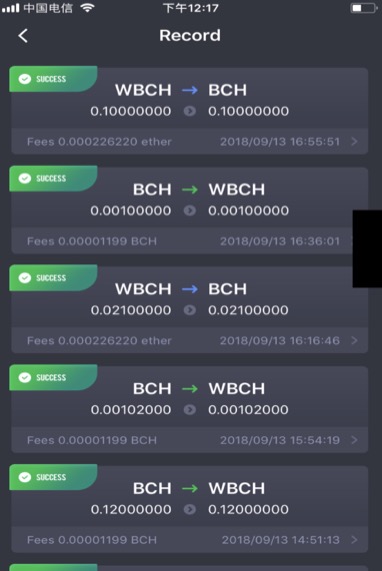 中国电信 下午12:17
Record
SUCCESS
WBCH → BCH
0.10000000 0.10000000
Fees 0.000226220 ether 2018/09/13 16:55:51
SUCCESS
BCH → WBCH
0.00100000 0.00100000
Fees 0.00001199 BCH 2018/09/13 16:36:01
SUCCESS
WBCH → BCH
0.02100000 0.02100000
Fees 0.000226220 ether 2018/09/13 16:16:46
SUCCESS
BCH → WBCH
0.00102000 0.00102000
Fees 0.00001199 BCH 2018/09/13 15:54:19
SUCCESS
BCH → WBCH
0.12000000 0.12000000
Fees 0.00001199 BCH 2018/09/13 14:51:13